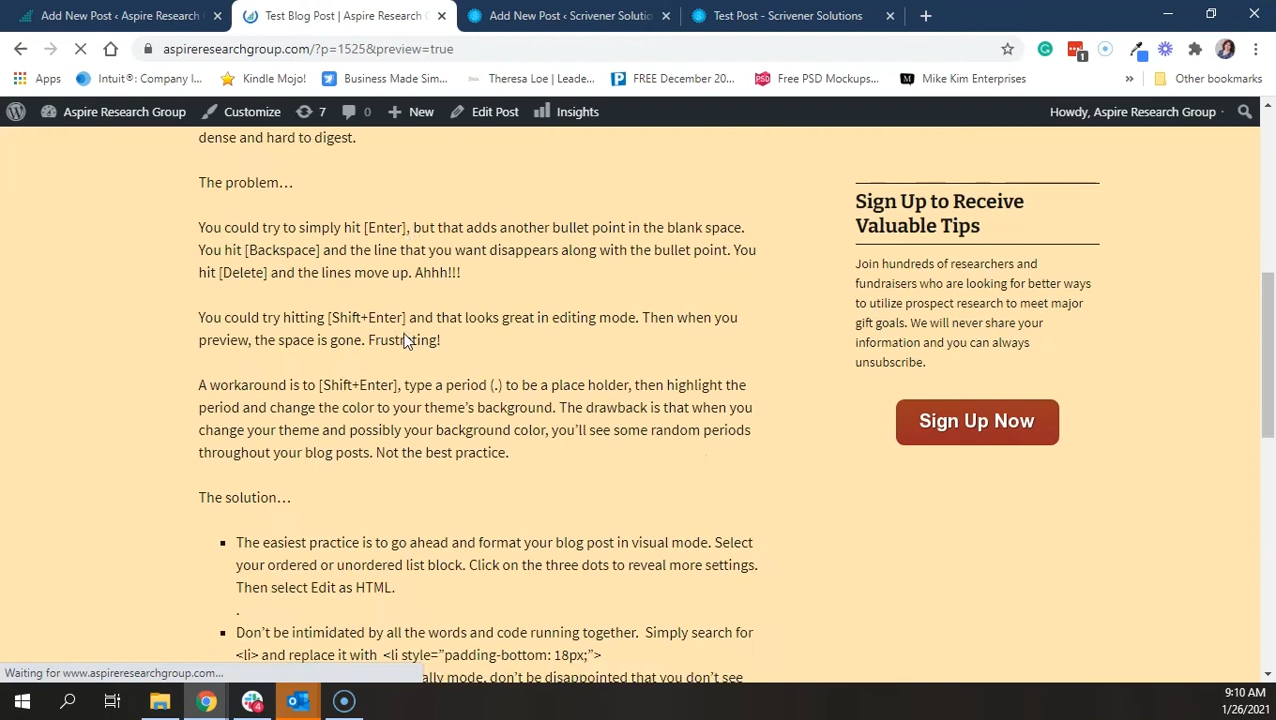 Add New Post ‹ Aspire Research
Test Blog Post | Aspire Research
Add New Post ‹ Scrivener Solutio
Test Post - Scrivener Solutions
aspireresearchgroup.com/?p=1525&preview=true
1
Apps
Intuit®: Company I...
Kindle Mojo!
Business Made Sim...
Theresa Loe | Leade...
FREE December 20...
Free PSD Mockups...
Mike Kim Enterprises
»
Other bookmarks
Aspire Research Group
Customize
7
0
New
Edit Post
Insights
Howdy, Aspire Research Group
dense and hard to digest.
The problem…
You could try to simply hit [Enter], but that adds another bullet point in the blank space.
You hit [Backspace] and the line that you want disappears along with the bullet point. You
hit [Delete] and the lines move up. Ahhh!!!
You could try hitting [Shift+Enter] and that looks great in editing mode. Then when you
preview, the space is gone. Frustrating!
A workaround is to [Shift+Enter], type a period (.) to be a place holder, then highlight the
period and change the color to your theme’s background. The drawback is that when you
change your theme and possibly your background color, you’ll see some random periods
throughout your blog posts. Not the best practice.
The solution…
The easiest practice is to go ahead and format your blog post in visual mode. Select
your ordered or unordered list block. Click on the three dots to reveal more settings.
Then select Edit as HTML.
.
Don’t be intimidated by all the words and code running together.  Simply search for
<li> and replace it with  <li style=”padding-bottom: 18px;”>
ally mode, don’t be disappointed that you don’t see
Sign Up to Receive
Valuable Tips
Join hundreds of researchers and
fundraisers who are looking for better ways
to utilize prospect research to meet major
gift goals. We will never share your
information and you can always
unsubscribe.
Sign Up Now
Waiting for www.aspireresearchgroup.com...
4
9:10 AM
1/26/2021